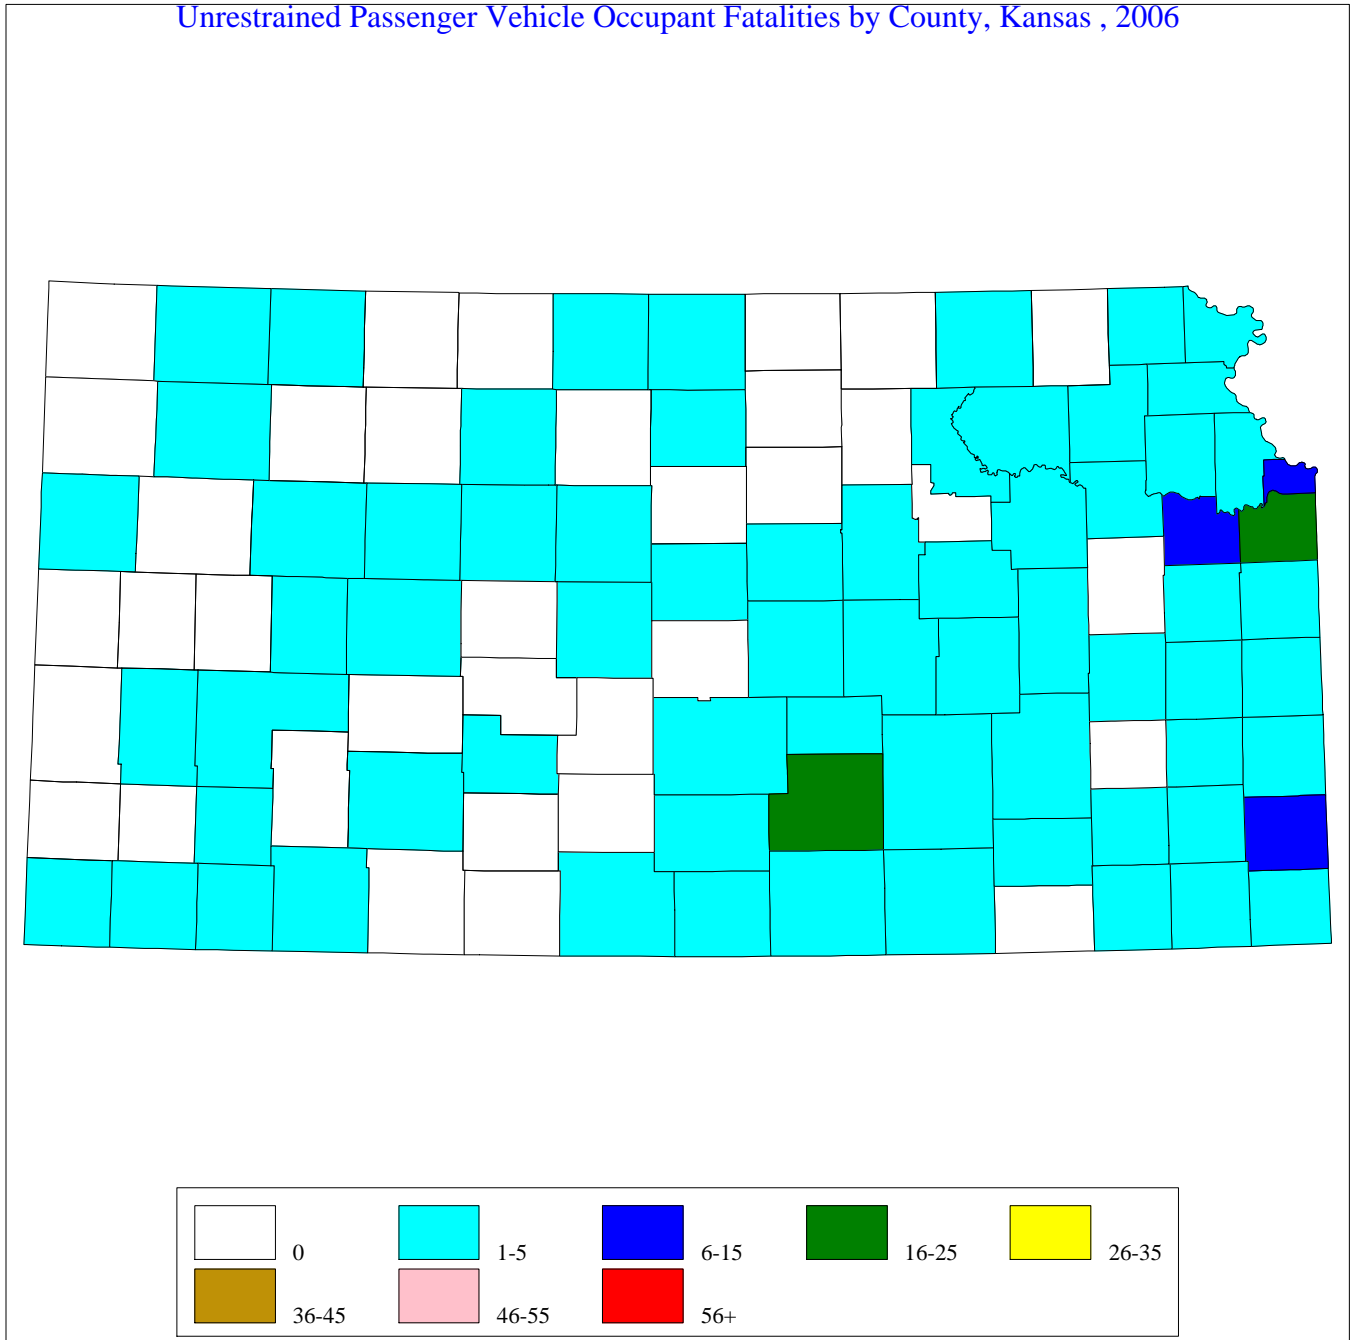 Unrestrained Passenger Vehicle Occupant Fatalities by County, Kansas , 2006
0 1-5 6-15 16-25 26-35
36-45 46-55 56+